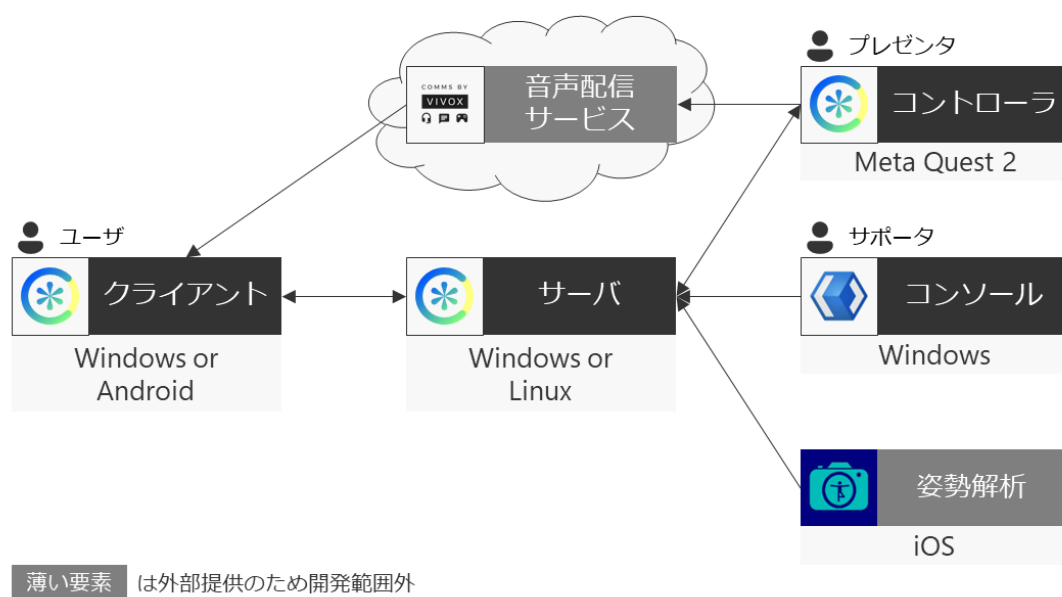 プレゼンタ
COMMS BY
VIVOX
音声配信
サービス
コントローラ
Meta Quest 2
ユーザ
サポータ
クライアント
サーバ
コンソール
Windows or
Android
Windows or
Linux
Windows
姿勢解析
iOS
薄い要素 は外部提供のため開発範囲外